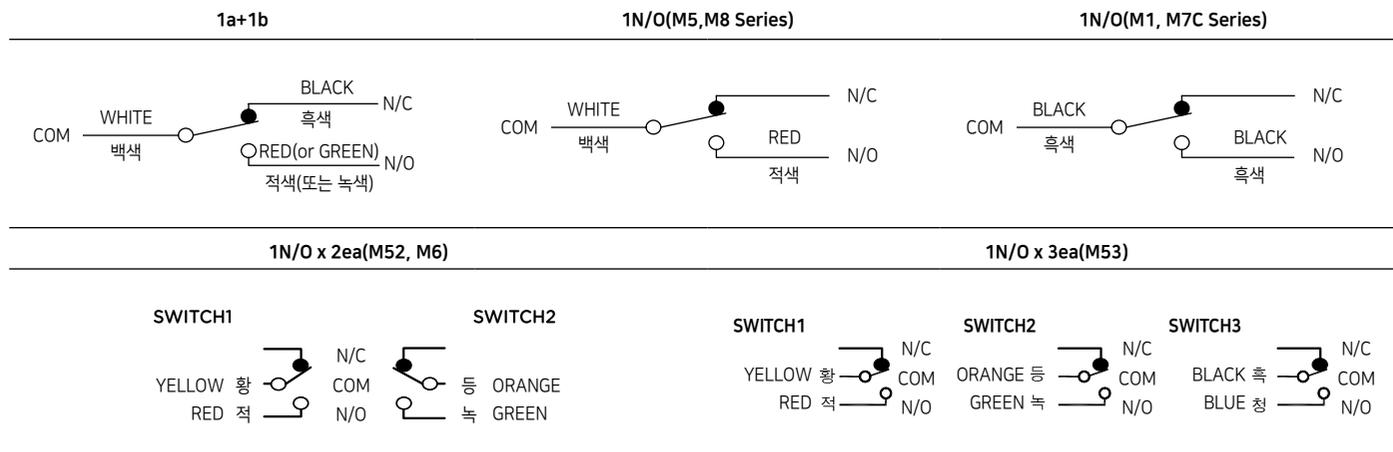 1a+1b
BLACK
N/C
WHITE
흑색
COM
백색
RED(or GREEN)
N/O
적색(또는 녹색)
1N/O(M5,M8 Series)
N/C
WHITE
COM
백색
RED
N/O
적색
1N/O(M1, M7C Series)
N/C
BLACK
COM
흑색
BLACK
N/O
흑색
1N/O x 2ea(M52, M6)
SWITCH1 SWITCH2
N/C
YELLOW 황 COM 등 ORANGE
RED 적 N/O 녹 GREEN
1N/O x 3ea(M53)
SWITCH1 SWITCH2 SWITCH3
N/C N/C N/C
YELLOW 황 COM ORANGE 등 COM BLACK 흑 COM
RED 적 N/O GREEN 녹 N/O BLUE 청 N/O